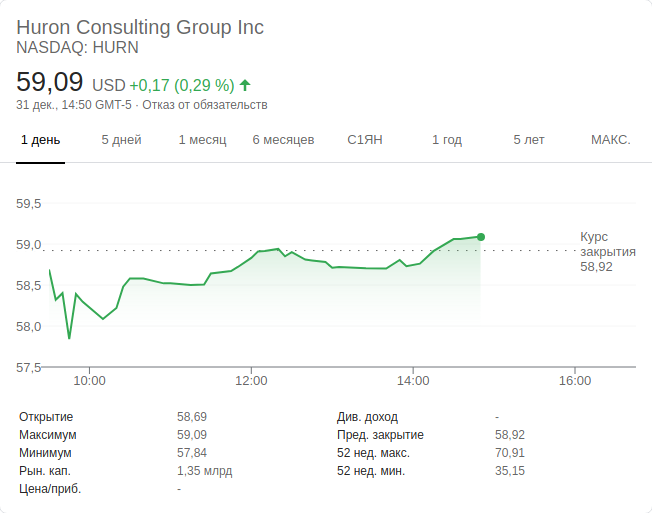 Huron Consulting Group Inc
NASDAQ: HURN
59,09 USD +0,17 (0,29 %)
31 дек., 14:50 GMT-5 · Отказ от обязательств
1 день 5 дней 1 месяц 6 месяцев С1ЯН 1 год 5 лет МАКС.
59,5
59,0
58,5
58,0
57,5
Курс
закрытия
58,92
10:00 12:00 14:00 16:00
Открытие 58,69
Максимум 59,09
Минимум 57,84
Рын. кап. 1,35 млрд
Цена/приб. -
Див. доход -
Пред. закрытие 58,92
52 нед. макс. 70,91
52 нед. мин. 35,15